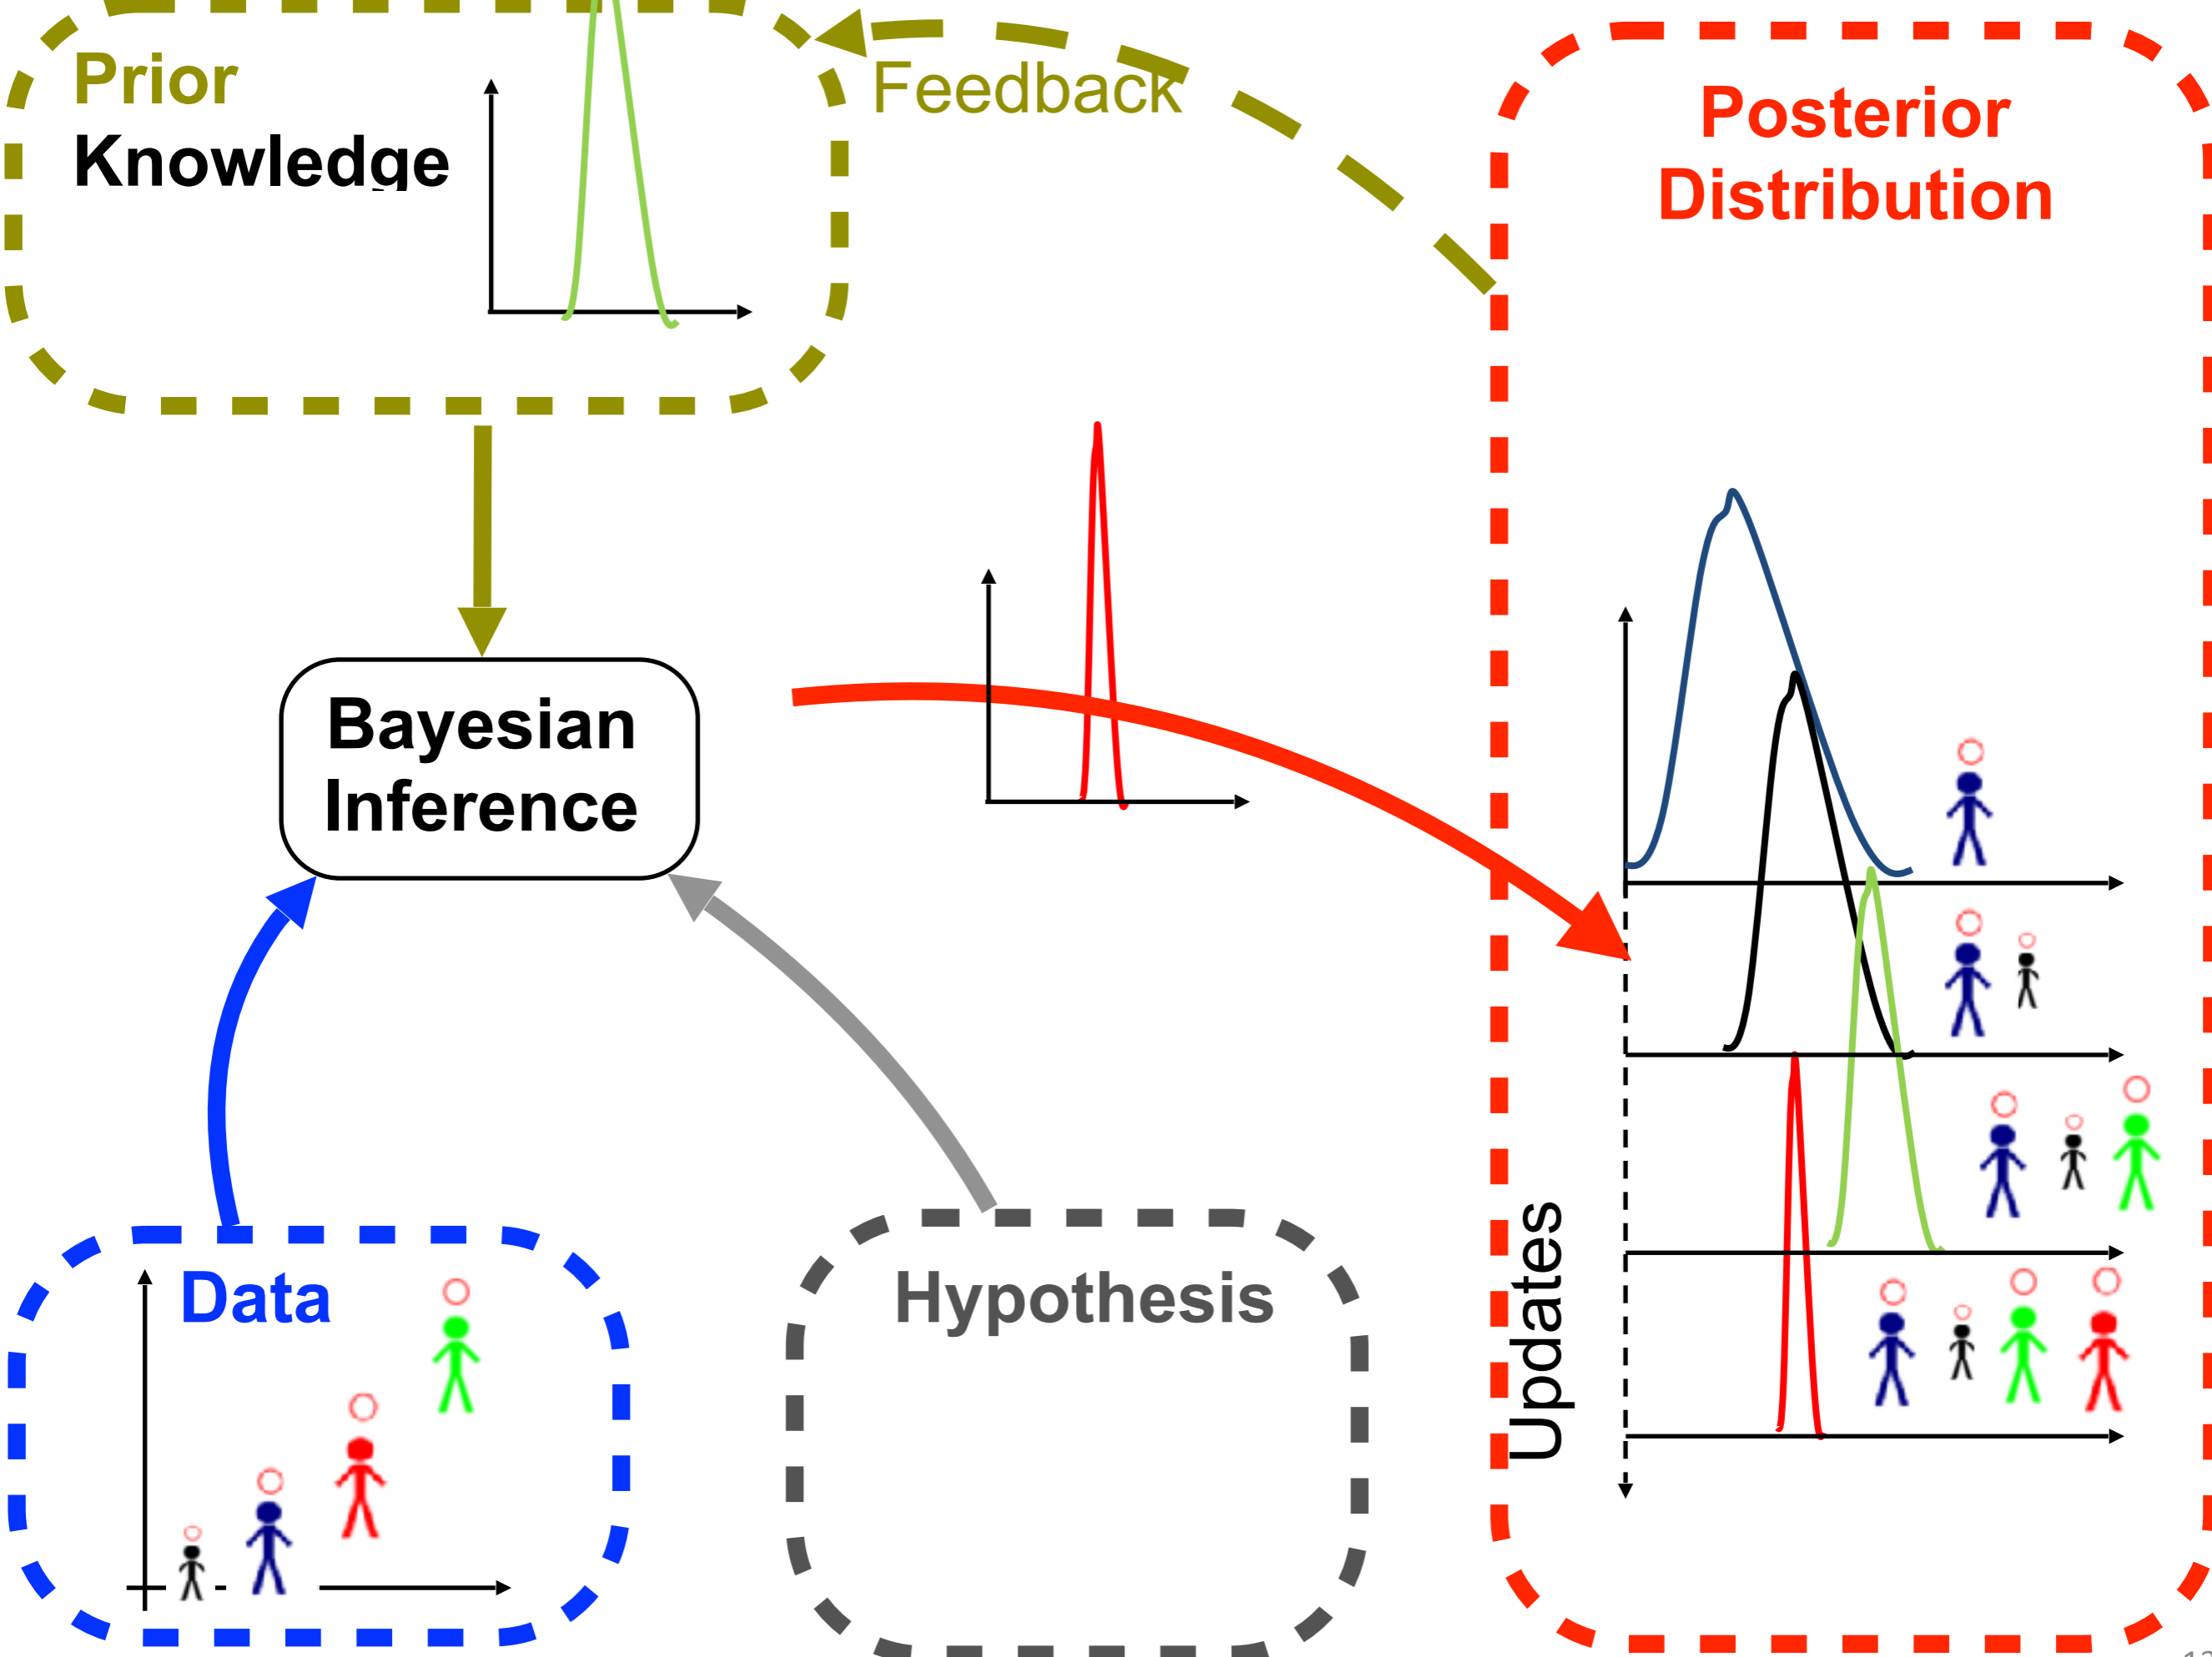 Prior
Knowledge
Feedback
Posterior
Distribution
Bayesian
Inference
Data
Hypothesis
Updates